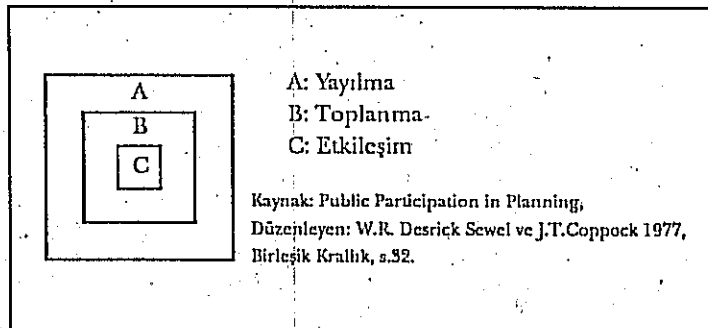 A
B
C
A: Yayılma
B: Toplanma
C: Etkileşim
Kaynak: Public Participation in Planning,
Düzenleyen: W.R. Desrick Sewel ve J.T.Coppock 1977,
Birleşik Krallık, s.32.